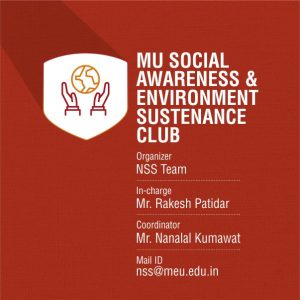 MU SOCIAL
AWARENESS &
ENVIRONMENT
SUSTENANCE
CLUB
Organizer
NSS Team
In-charge
Mr. Rakesh Patidar
Coordinator
Mr. Nanalal Kumawat
Mail ID
nss@meu.edu.in